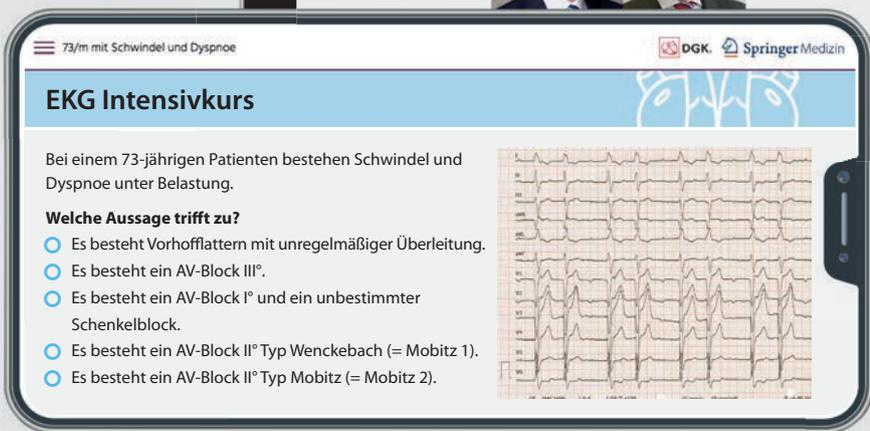 73/m mit Schwindel und Dyspnoe
DGK. Springer Medizin
EKG Intensivkurs
Bei einem 73-jährigen Patienten bestehen Schwindel und
Dyspnoe unter Belastung.
Welche Aussage trifft zu?
Es besteht Vorhofflattern mit unregelmäßiger Überleitung.
Es besteht ein AV-Block III°.
Es besteht ein AV-Block I° und ein unbestimmter
Schenkelblock.
Es besteht ein AV-Block II° Typ Wenckebach (= Mobitz 1).
Es besteht ein AV-Block II° Typ Mobitz (= Mobitz 2).